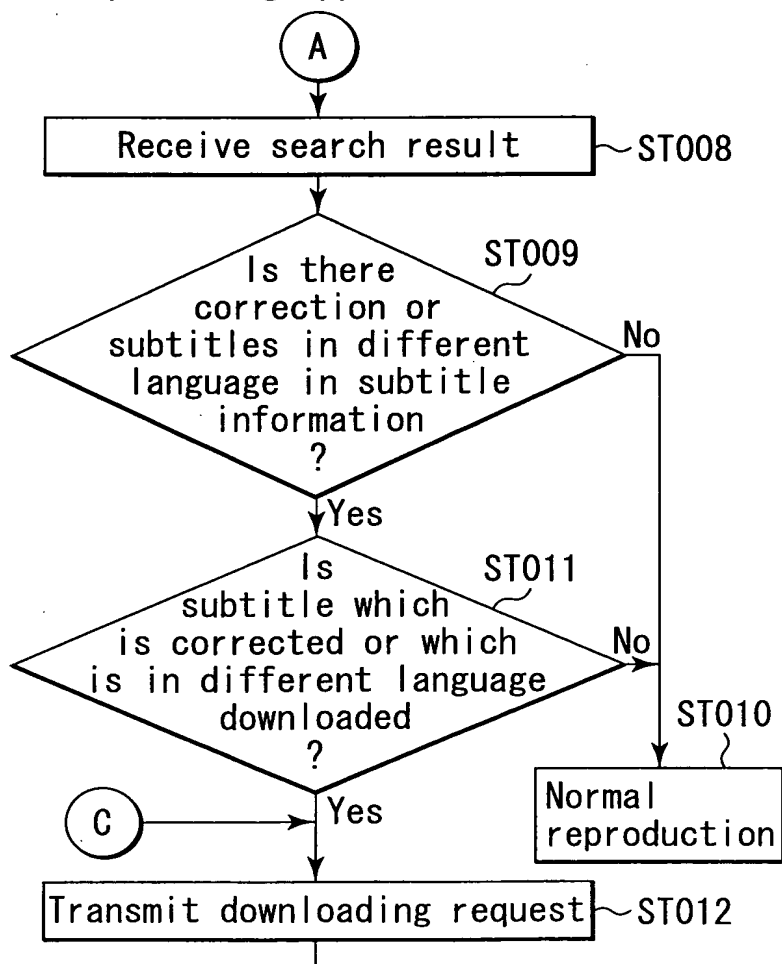 A
Receive search result
ST008
ST009
Is there
correction or
subtitles in different
language in subtitle
information
?
No
Yes
ST011
Is
subtitle which
is corrected or which
is in different language
downloaded
?
No
ST010
Normal
reproduction
Yes
C
Transmit downloading request
ST012